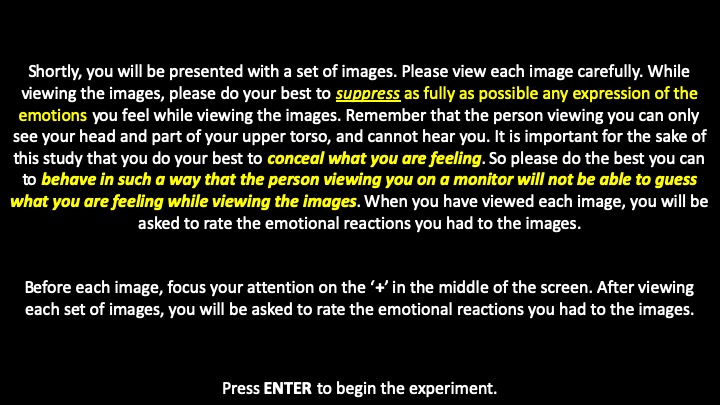 Shortly, you will be presented with a set of images. Please view each image carefully. While
viewing the images, please do your best to suppress as fully as possible any expression of the
emotions you feel while viewing the images. Remember that the person viewing you can only
see your head and part of your upper torso, and cannot hear you. It is important for the sake of
this study that you do your best to conceal what you are feeling. So please do the best you can
to behave in such a way that the person viewing you on a monitor will not be able to guess
what you are feeling while viewing the images. When you have viewed each image, you will be
asked to rate the emotional reactions you had to the images.
Before each image, focus your attention on the ‘+’ in the middle of the screen. After viewing
each set of images, you will be asked to rate the emotional reactions you had to the images.
Press ENTER to begin the experiment.